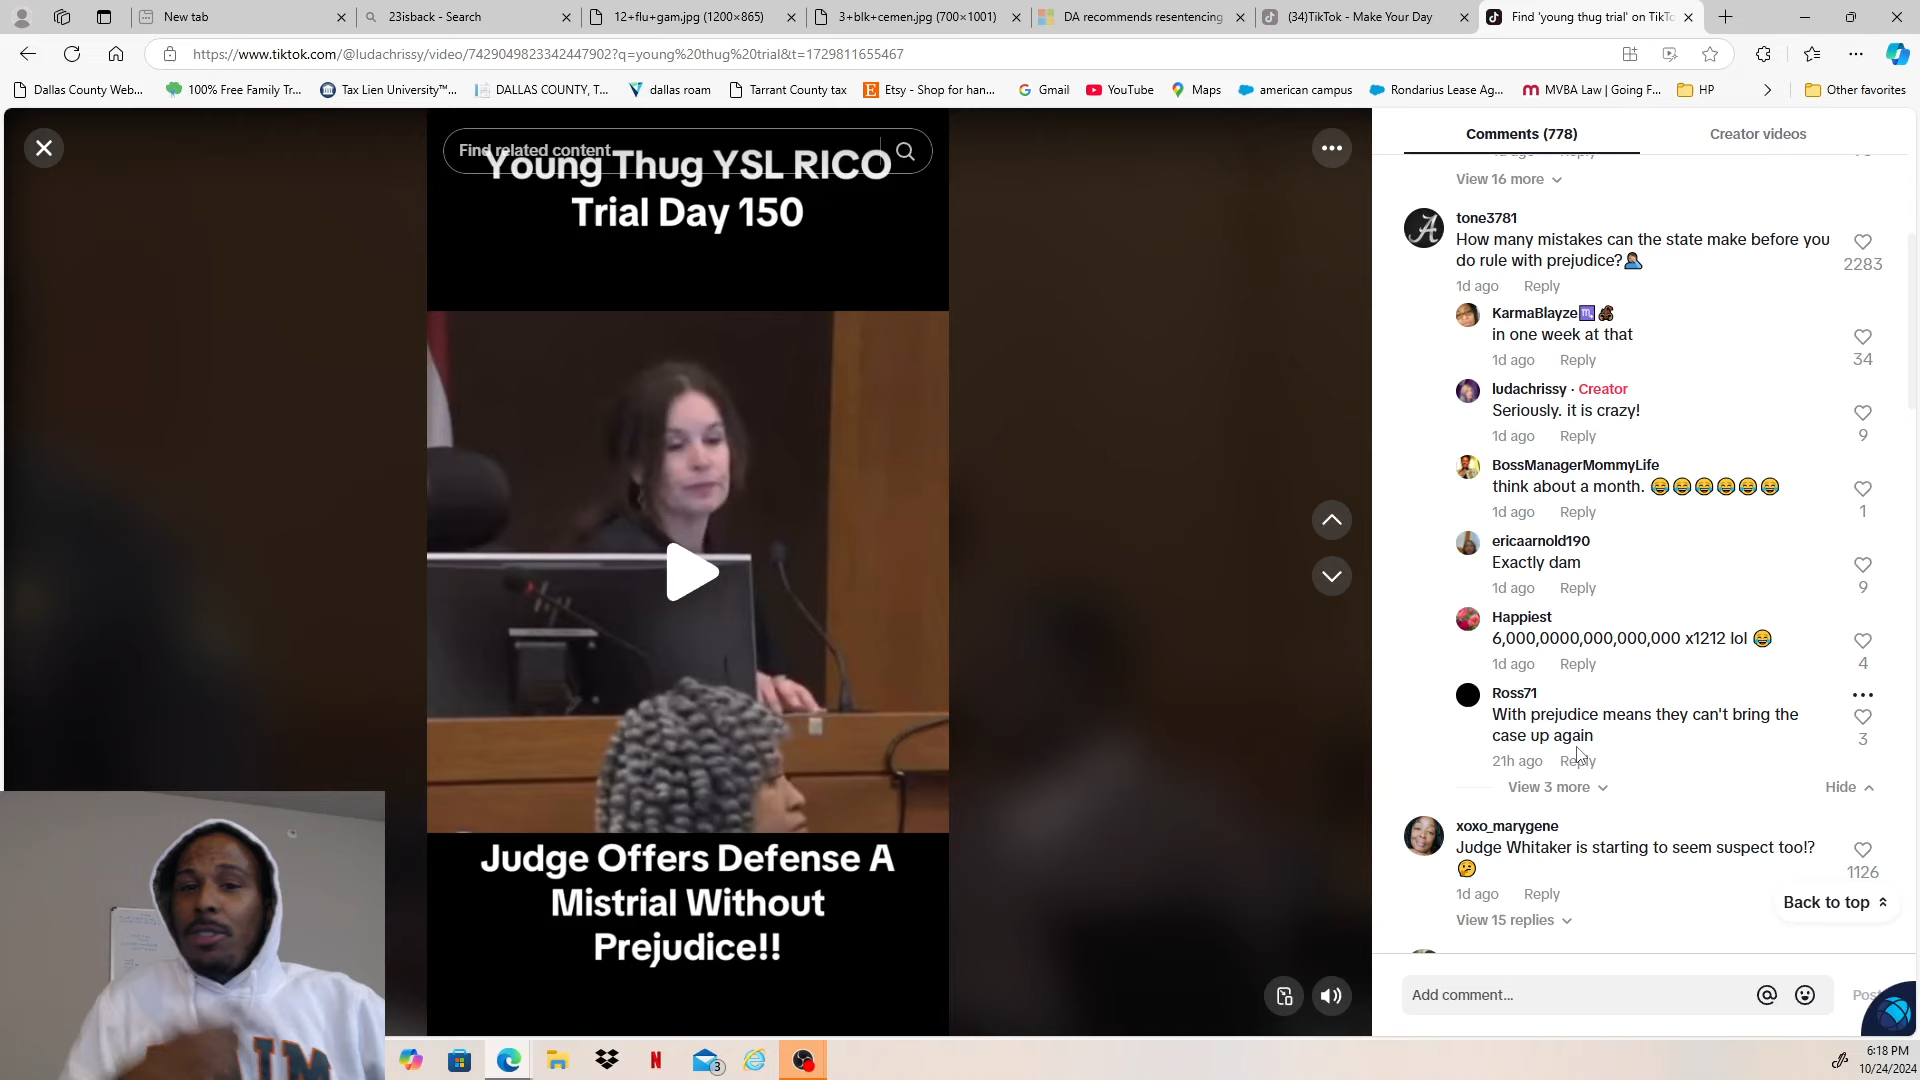 New tab
23isback - Search
12+flu+gam.jpg (1200×865)
3+blk+cemen.jpg (700×1001)
DA recommends resentencing
(34)TikTok - Make Your Day
Find 'young thug trial' on TikTo
https://www.tiktok.com/@ludachrissy/video/7429049823342447902?q=young%20thug%20trial&t=1729811655467
Dallas County Web...
100% Free Family Tr...
Tax Lien University™...
DALLAS COUNTY, T...
dallas roam
Tarrant County tax
Etsy - Shop for han...
Gmail
YouTube
Maps
american campus
Rondarius Lease Ag...
MVBA Law | Going F...
HP
Other favorites
Find related content
Young Thug YSL RICO
Trial Day 150
Judge Offers Defense A
Mistrial Without
Prejudice!!
Comments (778)
Creator videos
View 16 more
tone3781
How many mistakes can the state make before you
do rule with prejudice?🤦🏽‍♂️
2283
1d ago Reply
KarmaBlayze♏
in one week at that
1d ago Reply
34
ludachrissy · Creator
Seriously. it is crazy!
1d ago Reply
9
BossManagerMommyLife
think about a month. 😂😂😂😂😂😂
1d ago Reply
1
ericaarnold190
Exactly dam
1d ago Reply
9
Happiest
6,000,0000,000,000,000 x1212 lol 😂
1d ago Reply
4
Ross71
With prejudice means they can't bring the
case up again
3
21h ago Reply
View 3 more
Hide
xoxo_marygene
Judge Whitaker is starting to seem suspect too!?
🤔
1126
1d ago Reply
View 15 replies
Back to top
Add comment...
Post
3
6:18 PM
10/24/2024